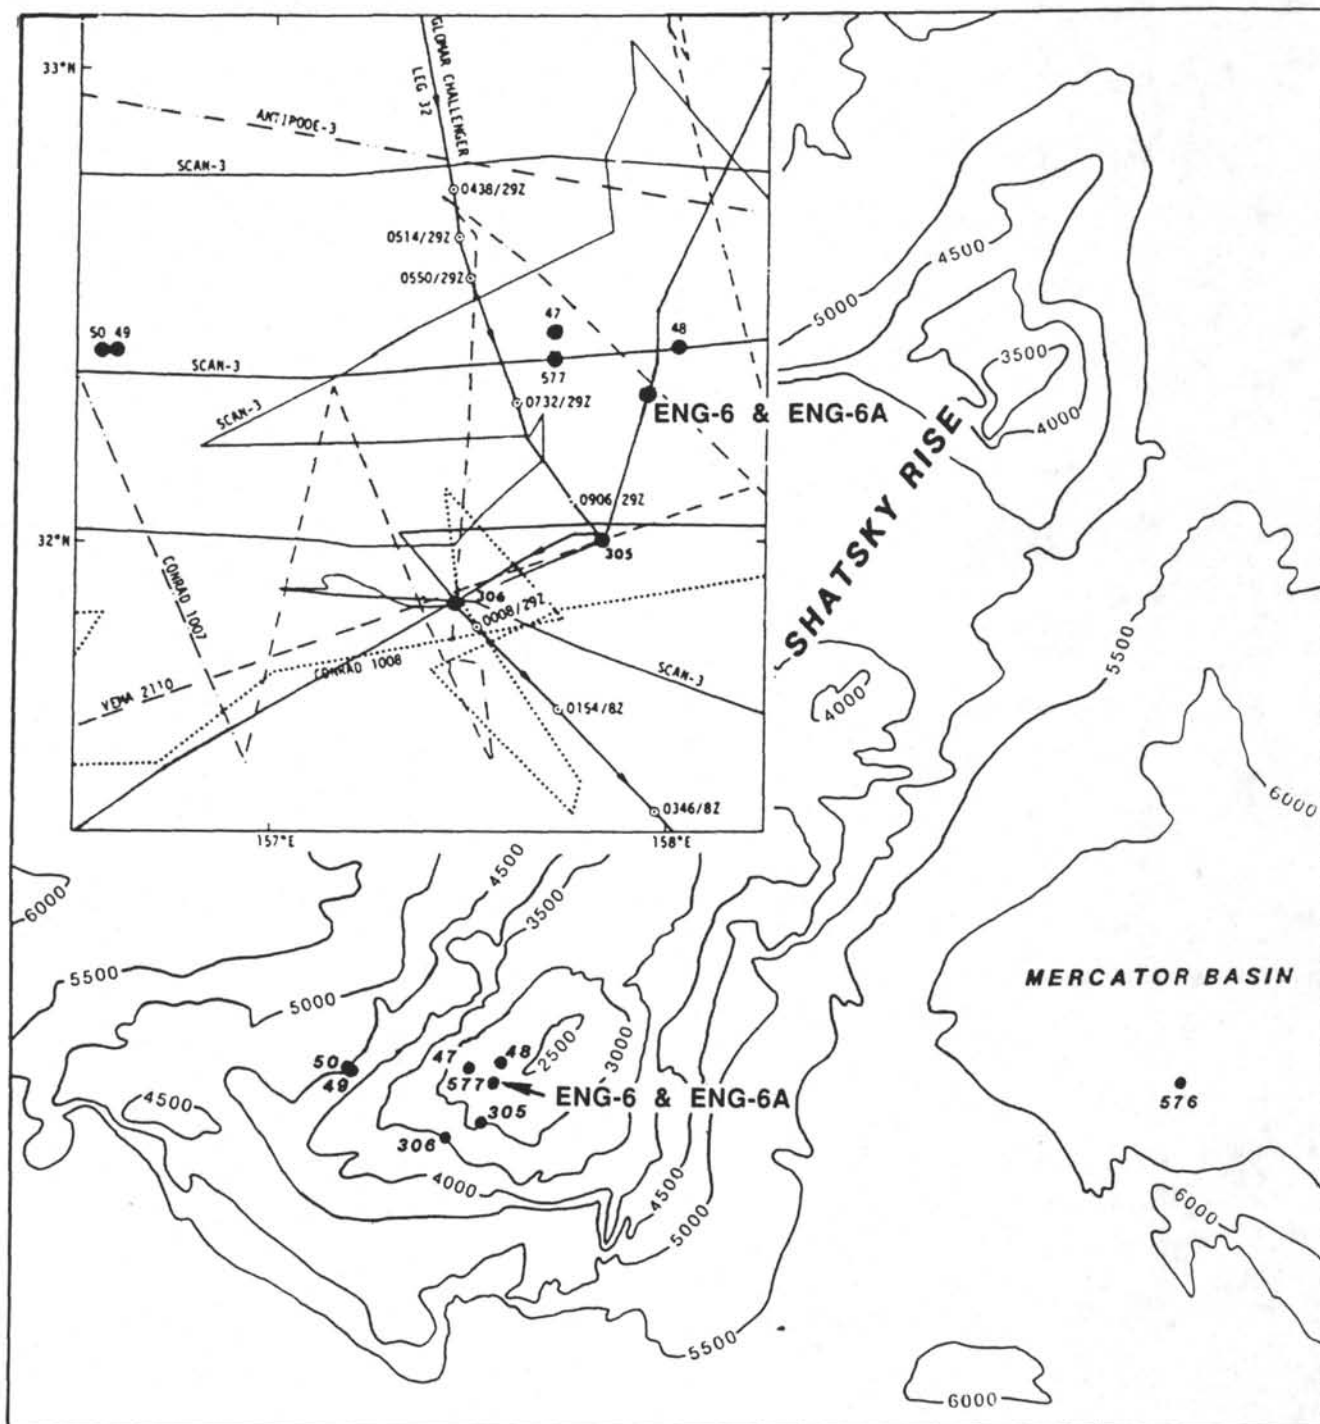 33°N
GLOMAR CHALLENGER
LEG 32
ANTIPODE-3
SCAN-3
0438/29Z
0514/29Z
0550/29Z
50 49
47
48
SCAN-3
577
SCAN-3
0732/29Z
ENG-6 & ENG-6A
0906/29Z
32°N
305
306
0008/29Z
CONRAD 1007
CONRAD 1008
SCAN-3
VEMA 2110
0154/8Z
0346/8Z
157°E
158°E
4500
5000
3500
4000
SHATSKY RISE
5500
4000
6000
4500
3500
6000
5500
5000
MERCATOR BASIN
50
49
47
48
2500
3000
577
ENG-6 & ENG-6A
576
4500
305
306
4000
4500
5000
6000
5500
6000